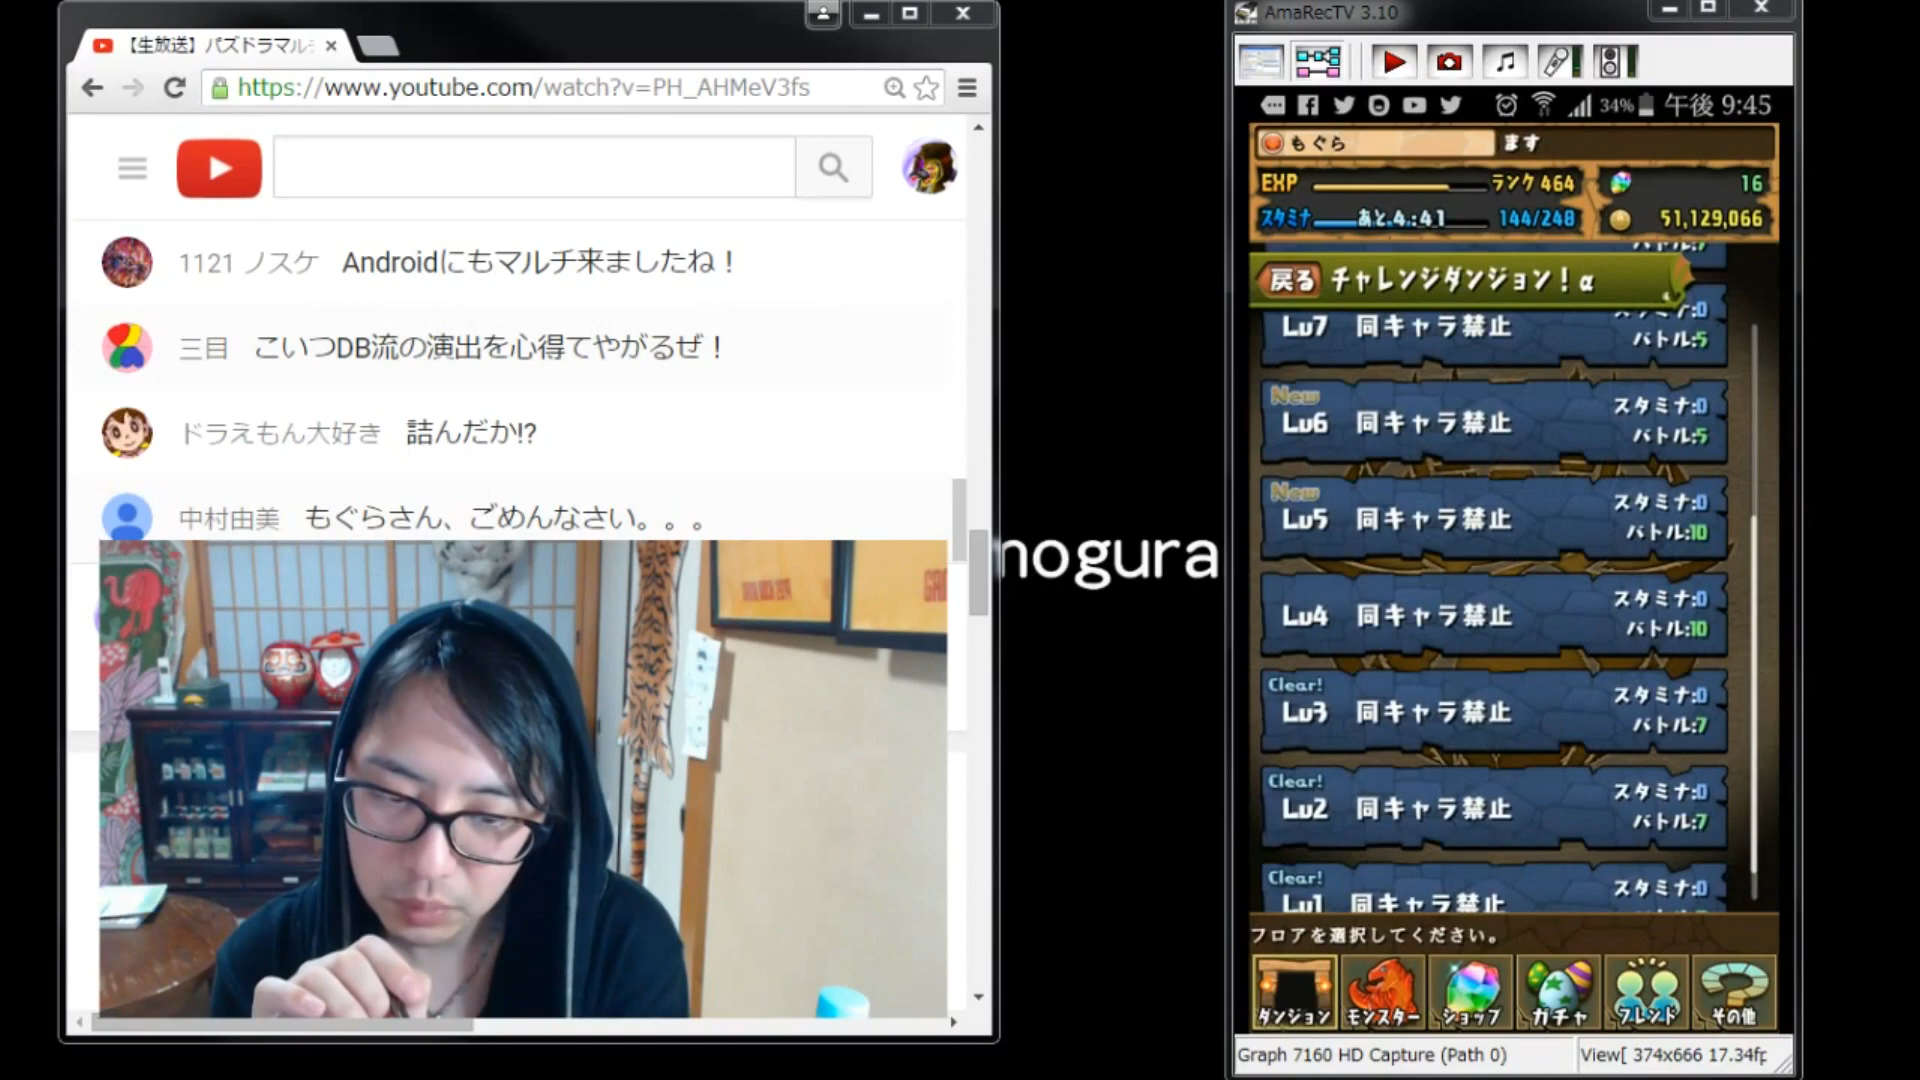 【生放送】パズドラマル
https://www.youtube.com/watch?v=PH_AHMeV3fs
1121 ノスケ Androidにもマルチ来ましたね！
三目 こいつDB流の演出を心得てやがるぜ！
ドラえもん大好き 詰んだか!?
中村由美 もぐらさん、ごめんなさい。。。
nogura
AmaRecTV 3.10
34% 午後 9:45
もぐら ます
EXP ランク 464 16
スタミナ あと4:41 144/248 51,129,066
戻る チャレンジダンジョン！α
Lv7 同キャラ禁止 スタミナ:0 バトル:5
New
Lv6 同キャラ禁止 スタミナ:0 バトル:5
New
Lv5 同キャラ禁止 スタミナ:0 バトル:10
Lv4 同キャラ禁止 スタミナ:0 バトル:10
Clear!
Lv3 同キャラ禁止 スタミナ:0 バトル:7
Clear!
Lv2 同キャラ禁止 スタミナ:0 バトル:7
Clear!
Lv1 同キャラ禁止 スタミナ:0
フロアを選択してください。
ダンジョン モンスター ショップ ガチャ フレンド その他
Graph 7160 HD Capture (Path 0) View[ 374x666 17.34fp